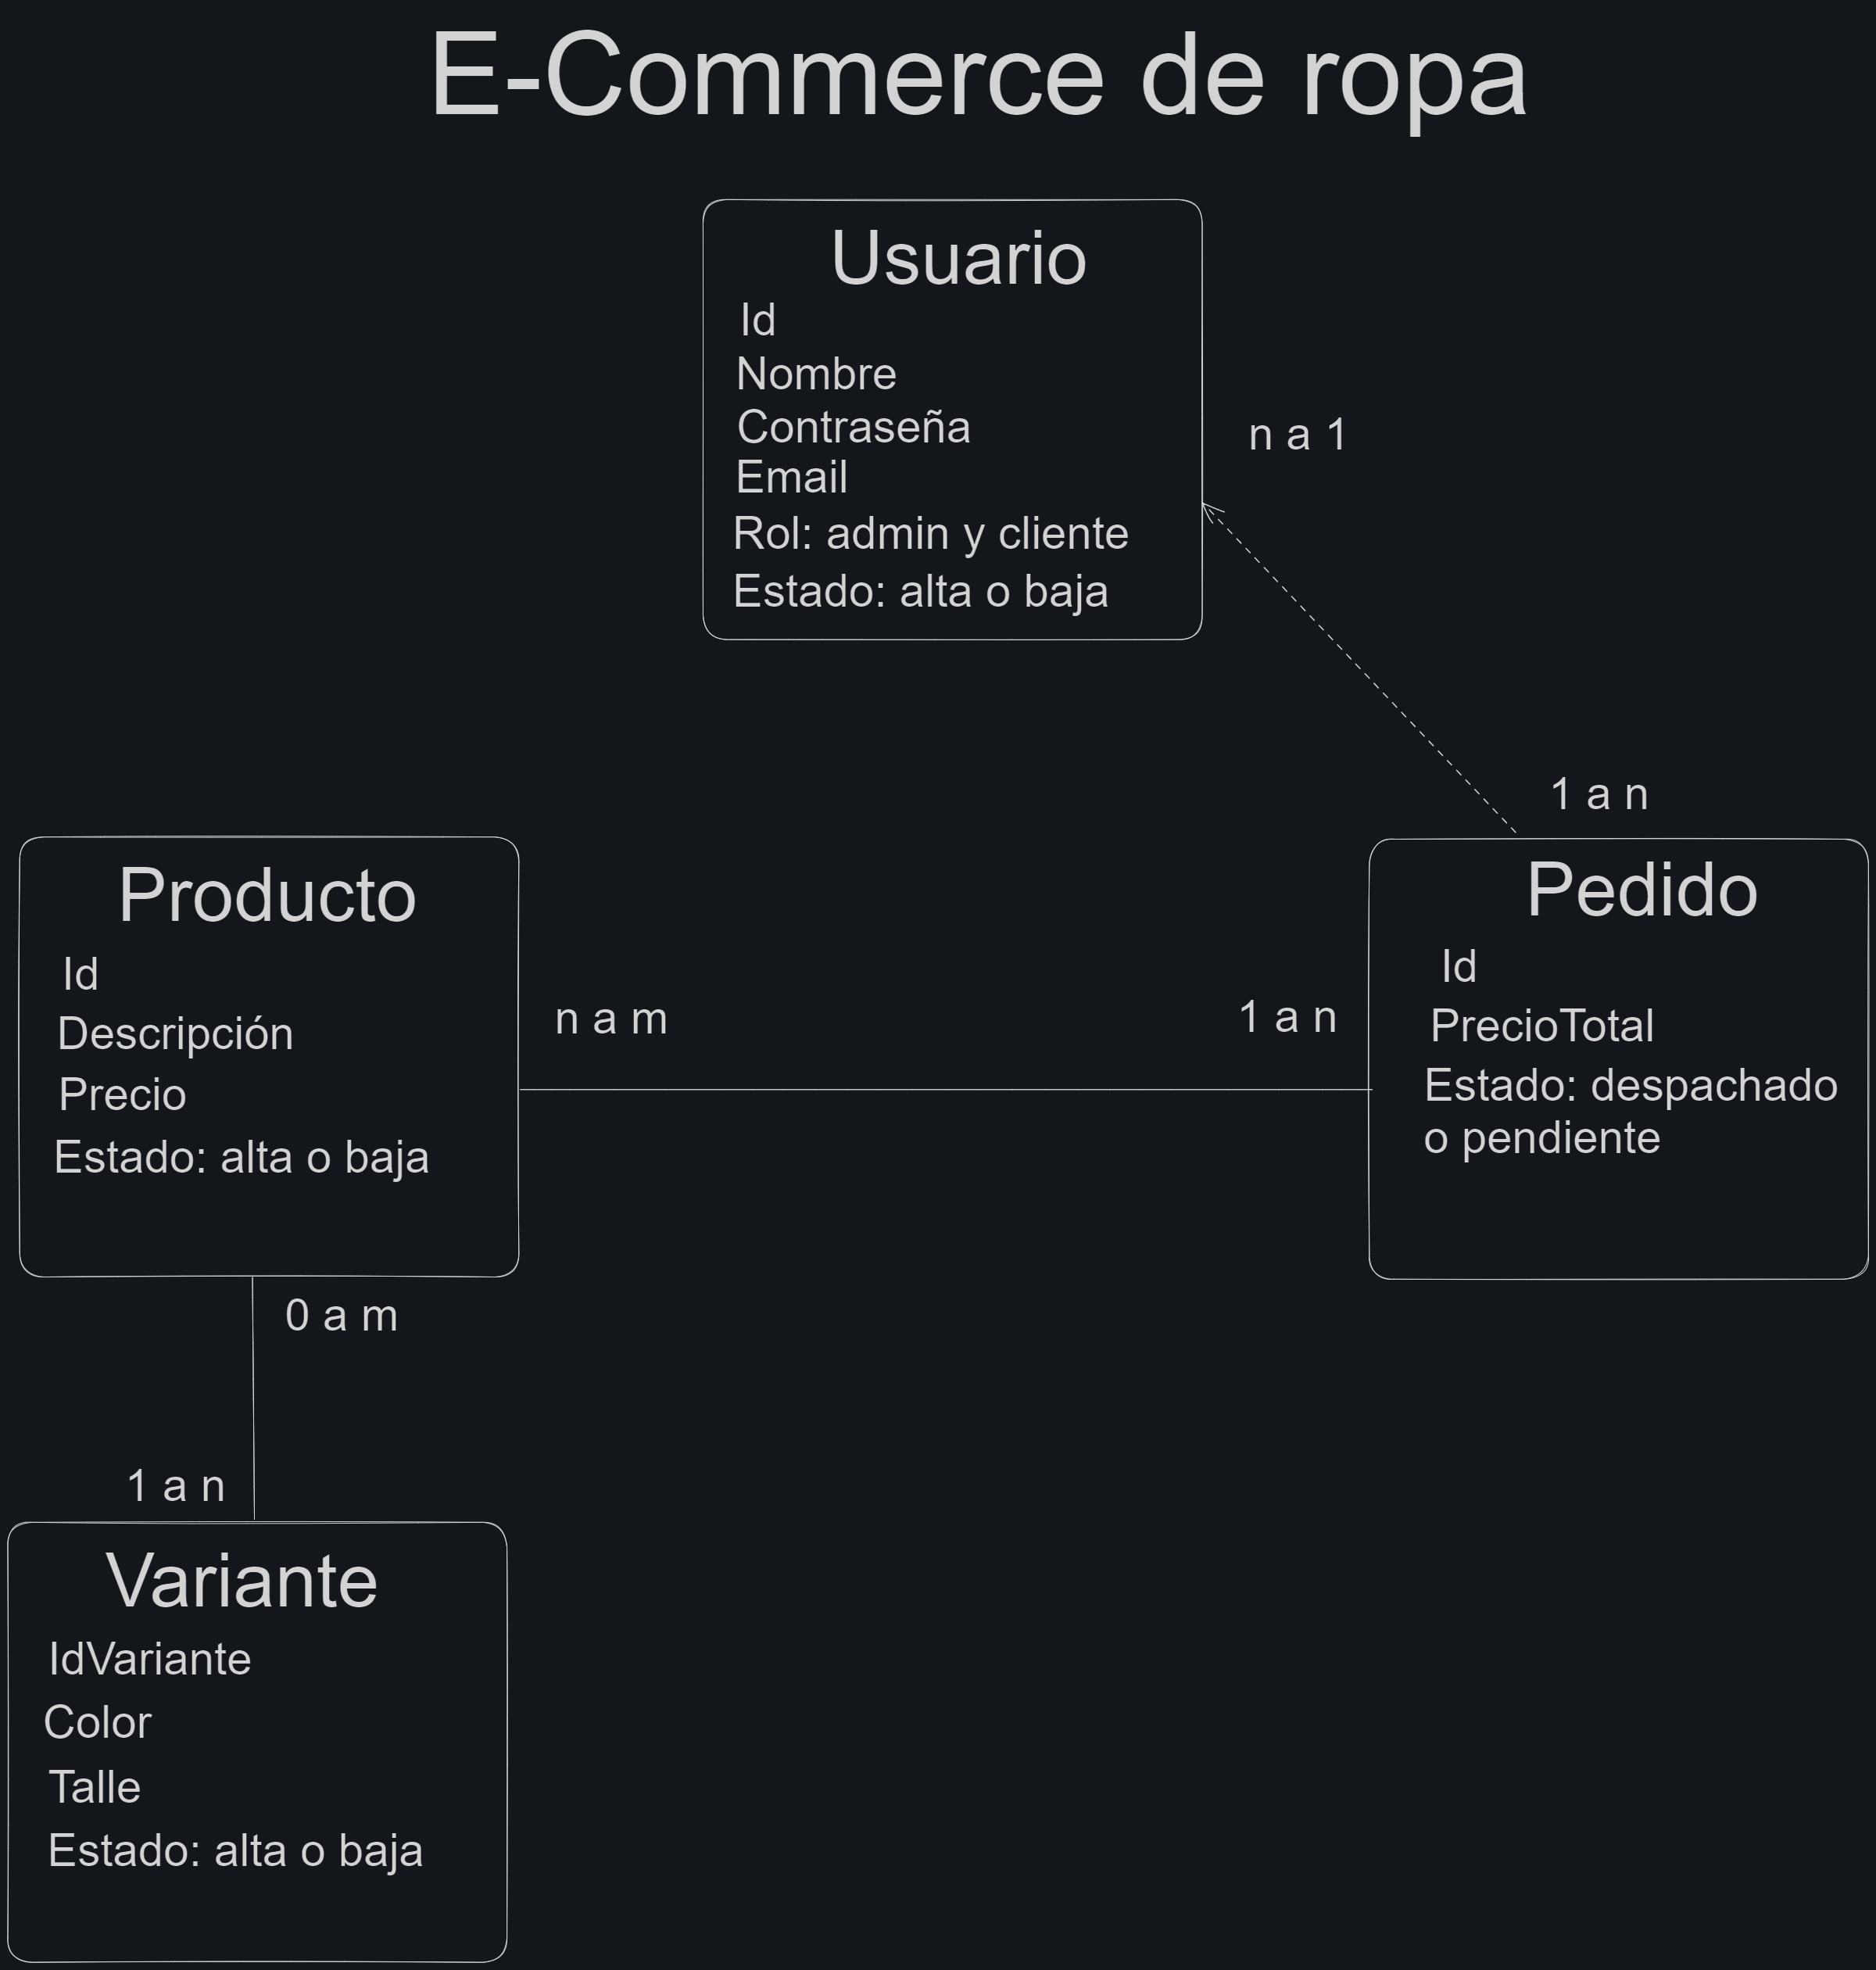 E-Commerce de ropa
Usuario
Id
Nombre
Contraseña
Email
Rol: admin y cliente
Estado: alta o baja
n a 1
1 a n
Producto
Id
Descripción
Precio
Estado: alta o baja
n a m
1 a n
Pedido
Id
PrecioTotal
Estado: despachado
o pendiente
0 a m
1 a n
Variante
IdVariante
Color
Talle
Estado: alta o baja